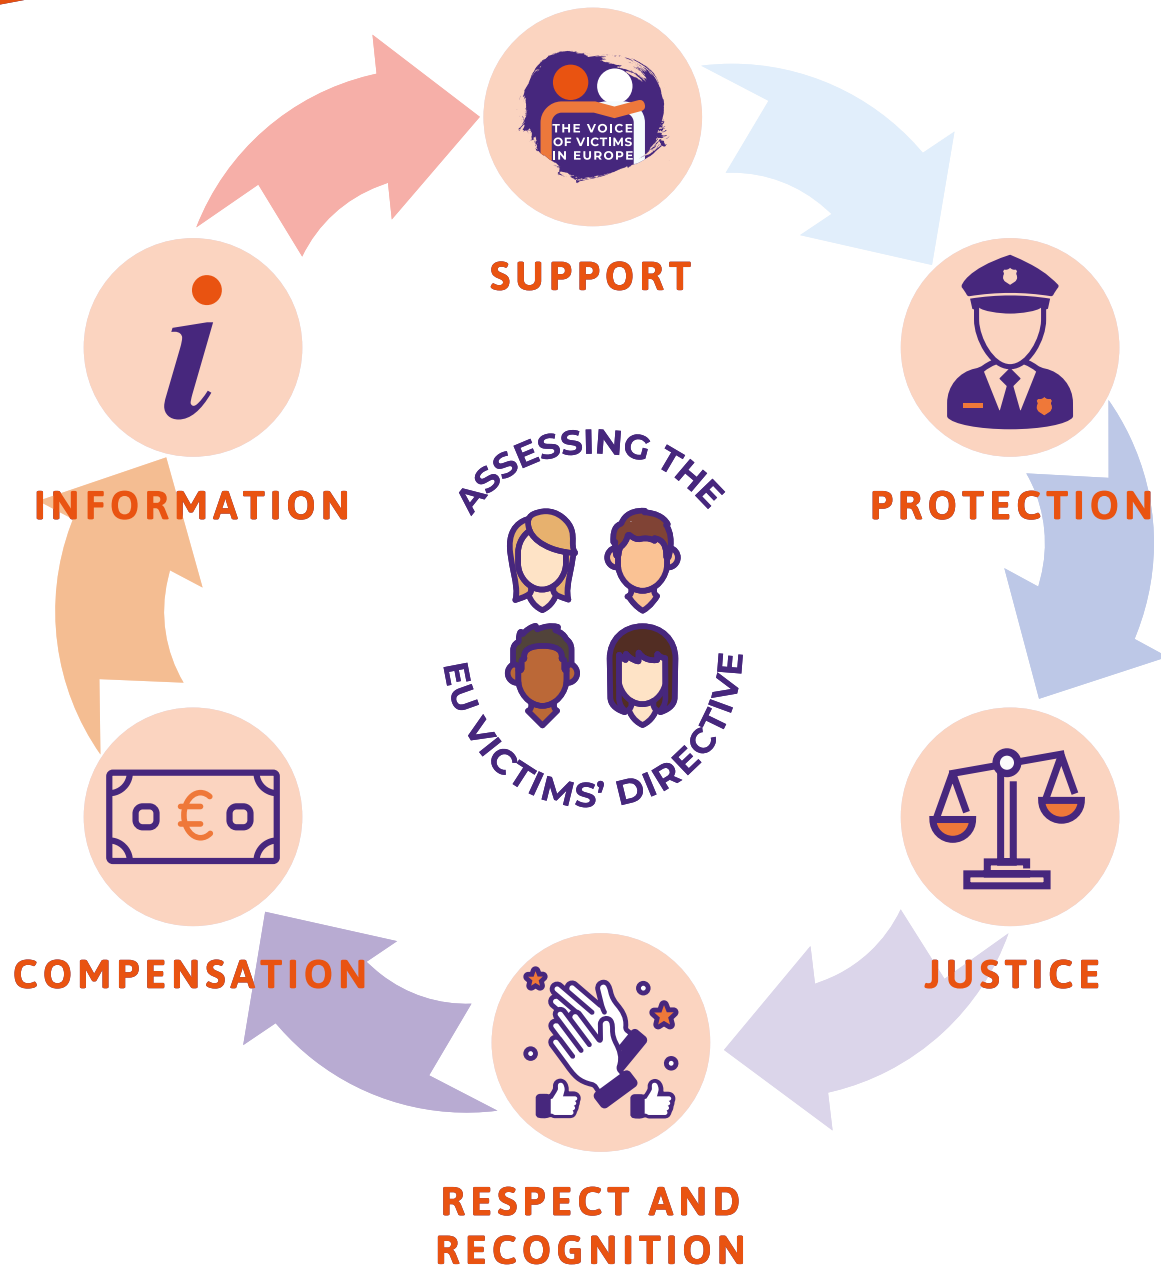 THE VOICE
OF VICTIMS
IN EUROPE
SUPPORT
i
INFORMATION
PROTECTION
ASSESSING THE
EU VICTIMS’ DIRECTIVE
€
COMPENSATION
JUSTICE
RESPECT AND
RECOGNITION